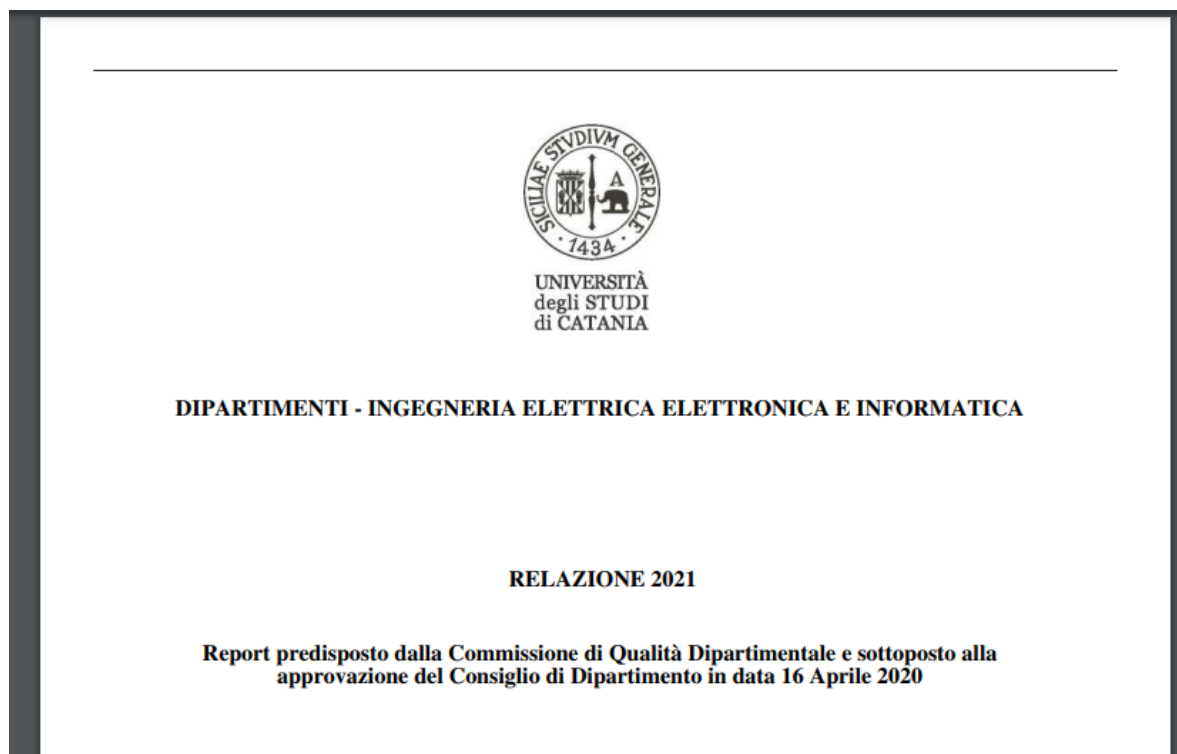 SICILIAE STVDIVM GENERALE
A
· 1434 ·
UNIVERSITÀ
degli STUDI
di CATANIA
DIPARTIMENTI - INGEGNERIA ELETTRICA ELETTRONICA E INFORMATICA
RELAZIONE 2021
Report predisposto dalla Commissione di Qualità Dipartimentale e sottoposto alla
approvazione del Consiglio di Dipartimento in data 16 Aprile 2020